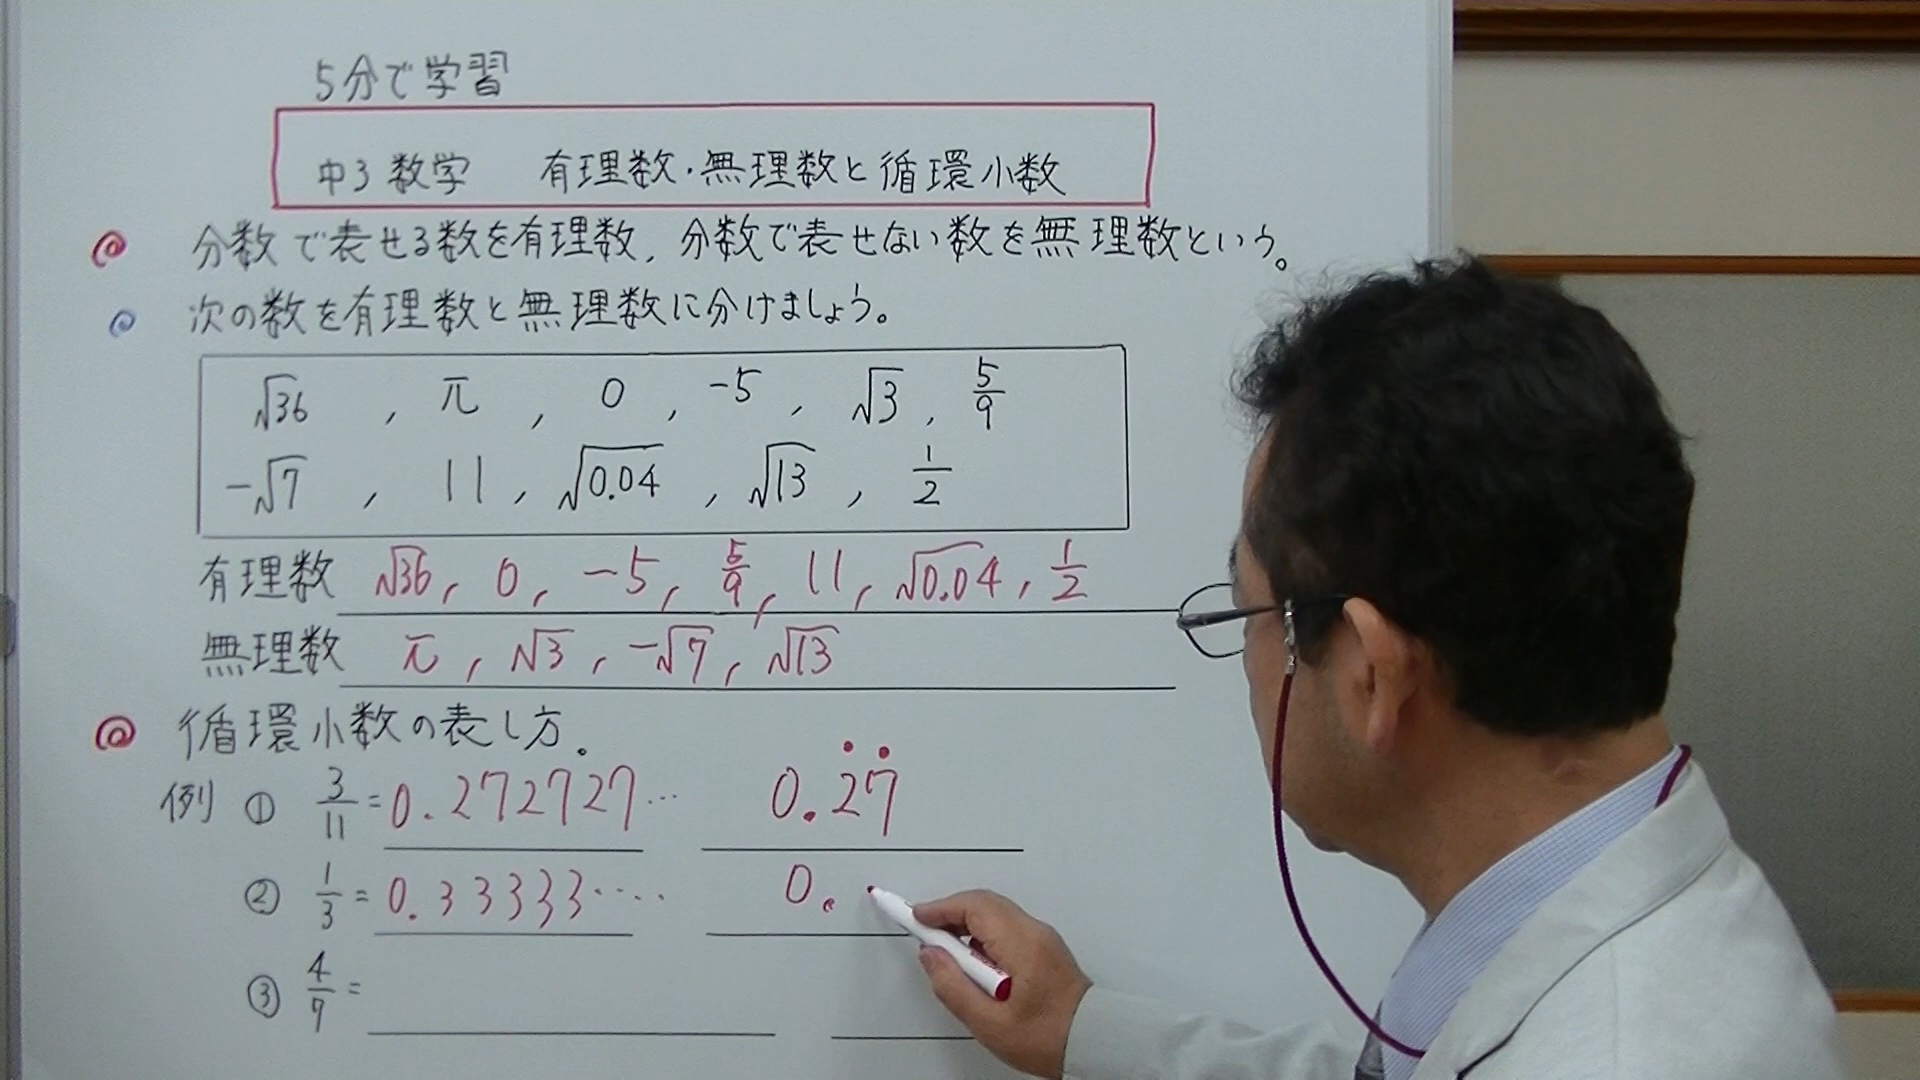 5分で学習
中3 数学 有理数・無理数と循環小数
分数で表せる数を有理数, 分数で表せない数を無理数という。
次の数を有理数と無理数に分けましょう。
√36 , π , 0 , -5 , √3 , 5/9
-√7 , 11 , √0.04 , √13 , 1/2
有理数 √36, 0, -5, 5/9, 11, √0.04, 1/2
無理数 π, √3, -√7, √13
循環小数の表し方。
例 ① 3/11 = 0.272727… 0.2̇7̇
② 1/3 = 0.33333‥‥ 0.
③ 4/7 =